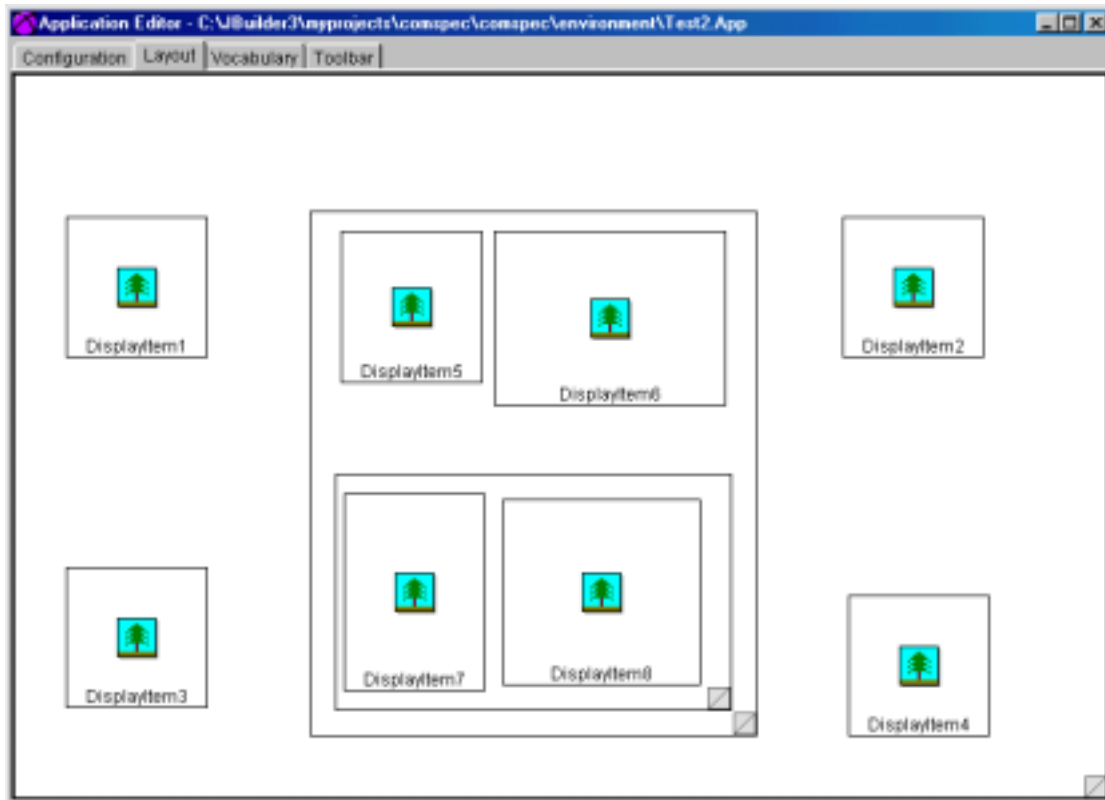 Application Editor - C:\JBuilder3\myprojects\comspec\comspec\environment\Test2.App
Configuration Layout Vocabulary Toolbar
DisplayItem1
DisplayItem5
DisplayItem6
DisplayItem2
DisplayItem3
DisplayItem7
DisplayItem8
DisplayItem4